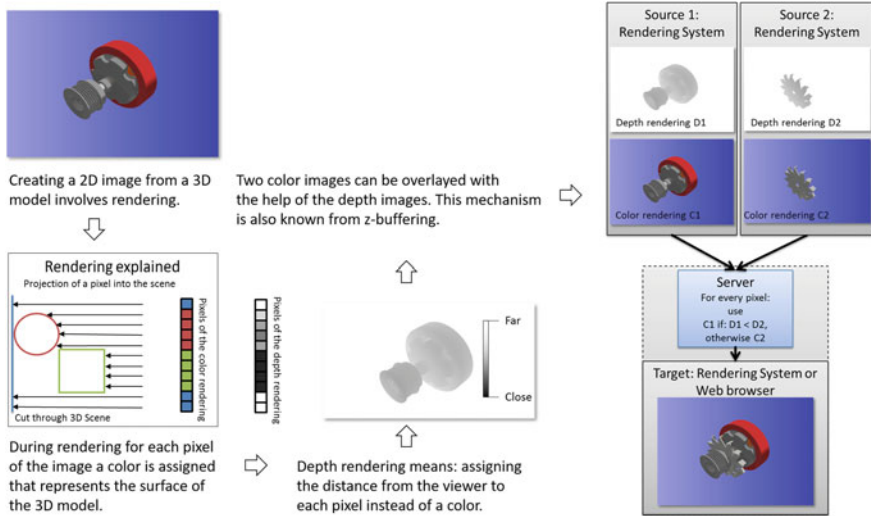 Creating a 2D image from a 3D
model involves rendering.
Rendering explained
Projection of a pixel into the scene
Pixels of the color rendering
Cut through 3D Scene
During rendering for each pixel
of the image a color is assigned
that represents the surface of
the 3D model.
Pixels of the depth rendering
Far
Close
Depth rendering means: assigning
the distance from the viewer to
each pixel instead of a color.
Two color images can be overlayed with
the help of the depth images. This mechanism
is also known from z-buffering.
Source 1:
Rendering System
Depth rendering D1
Color rendering C1
Source 2:
Rendering System
Depth rendering D2
Color rendering C2
Server
For every pixel:
use
C1 if: D1 < D2,
otherwise C2
Target: Rendering System or
Web browser